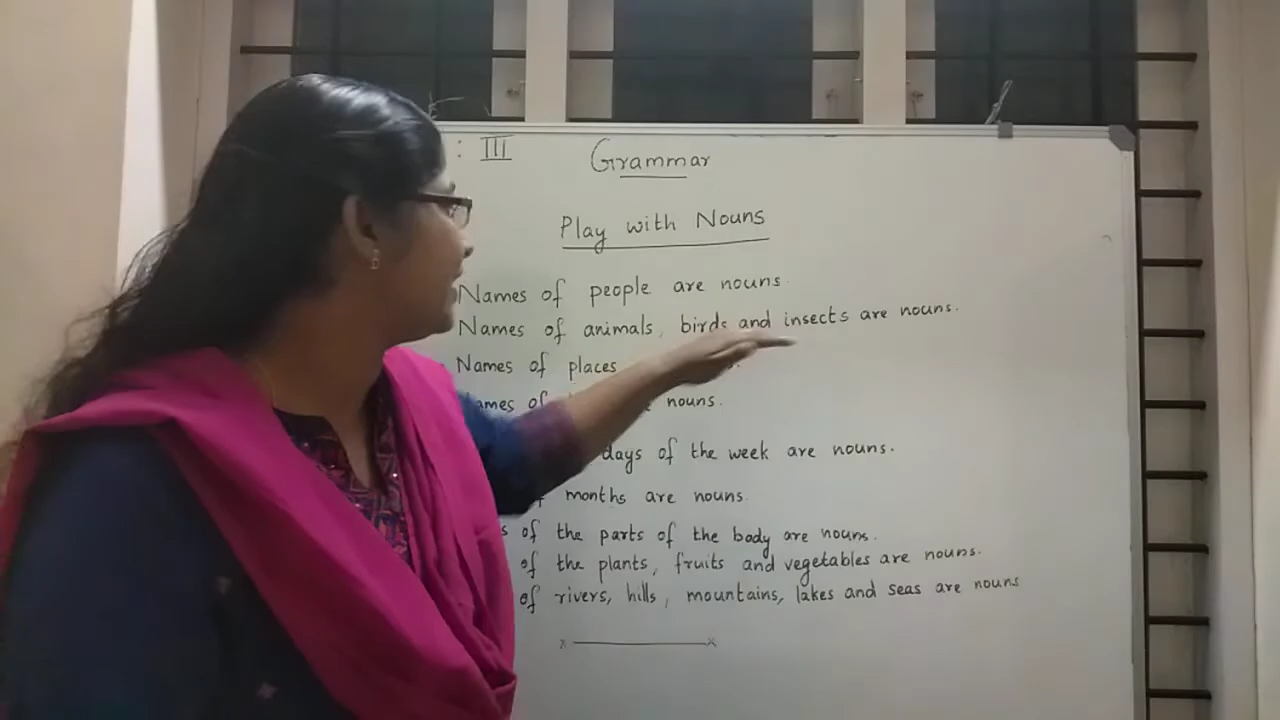 : III
Grammar
Play with Nouns
Names of people are nouns.
Names of animals, birds and insects are nouns.
Names of places
of nouns.
days of the week are nouns.
months are nouns.
of the parts of the body are nouns.
of the plants, fruits and vegetables are nouns.
of rivers, hills, mountains, lakes and seas are nouns